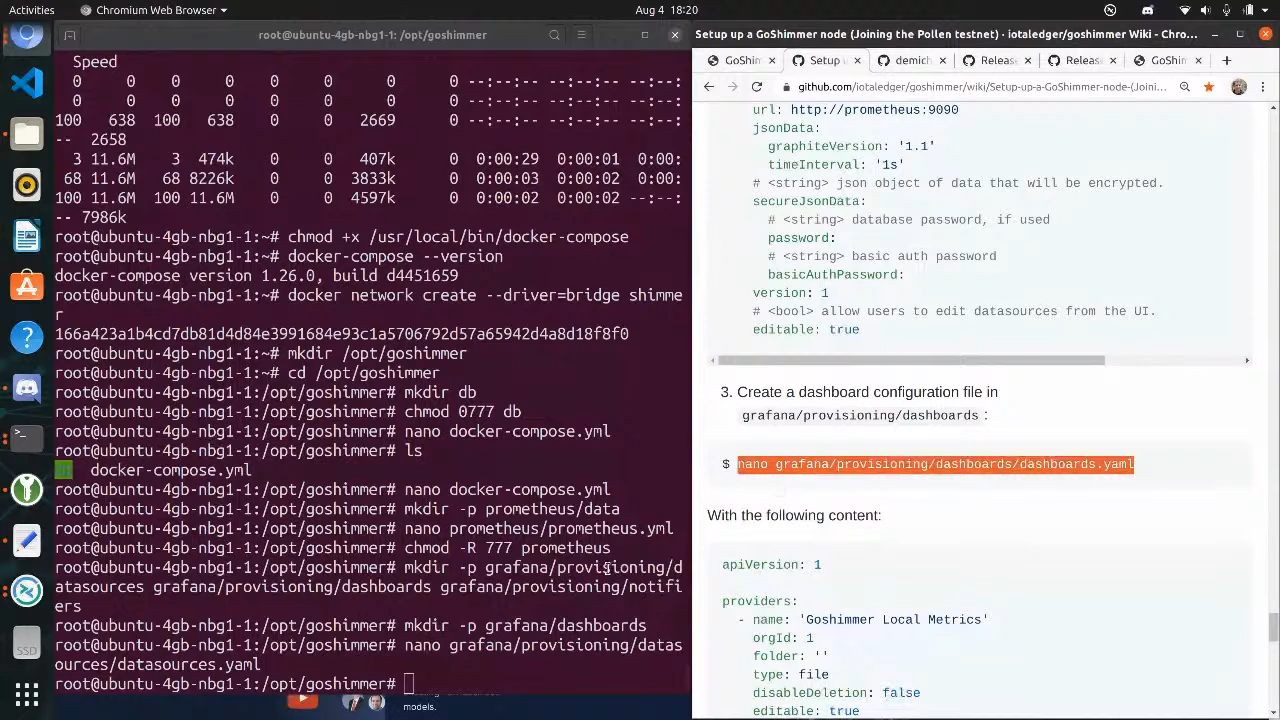 Activities
Chromium Web Browser
Aug 4 18:20
root@ubuntu-4gb-nbg1-1: /opt/goshimmer
Speed
0 0 0 0 0 0 0 0 --:--:-- --:--:--
0 0 0 0 0 0 0 0 --:--:-- --:--:--
100 638 100 638 0 0 2669 0 --:--:-- --:--:--
-- 2658
3 11.6M 3 474k 0 0 407k 0 0:00:29 0:00:01 0:00:
68 11.6M 68 8226k 0 0 3833k 0 0:00:03 0:00:02 0:00:
100 11.6M 100 11.6M 0 0 4597k 0 0:00:02 0:00:02 --:--:
-- 7986k
root@ubuntu-4gb-nbg1-1:~# chmod +x /usr/local/bin/docker-compose
root@ubuntu-4gb-nbg1-1:~# docker-compose --version
docker-compose version 1.26.0, build d4451659
root@ubuntu-4gb-nbg1-1:~# docker network create --driver=bridge shimme
r
166a423a1b4cd7db81d4d84e3991684e93c1a5706792d57a65942d4a8d18f8f0
root@ubuntu-4gb-nbg1-1:~# mkdir /opt/goshimmer
root@ubuntu-4gb-nbg1-1:~# cd /opt/goshimmer
root@ubuntu-4gb-nbg1-1:/opt/goshimmer# mkdir db
root@ubuntu-4gb-nbg1-1:/opt/goshimmer# chmod 0777 db
root@ubuntu-4gb-nbg1-1:/opt/goshimmer# nano docker-compose.yml
root@ubuntu-4gb-nbg1-1:/opt/goshimmer# ls
db docker-compose.yml
root@ubuntu-4gb-nbg1-1:/opt/goshimmer# nano docker-compose.yml
root@ubuntu-4gb-nbg1-1:/opt/goshimmer# mkdir -p prometheus/data
root@ubuntu-4gb-nbg1-1:/opt/goshimmer# nano prometheus/prometheus.yml
root@ubuntu-4gb-nbg1-1:/opt/goshimmer# chmod -R 777 prometheus
root@ubuntu-4gb-nbg1-1:/opt/goshimmer# mkdir -p grafana/provisioning/d
atasources grafana/provisioning/dashboards grafana/provisioning/notifi
ers
root@ubuntu-4gb-nbg1-1:/opt/goshimmer# mkdir -p grafana/dashboards
root@ubuntu-4gb-nbg1-1:/opt/goshimmer# nano grafana/provisioning/datas
ources/datasources.yaml
root@ubuntu-4gb-nbg1-1:/opt/goshimmer#
models.
SSD
Setup up a GoShimmer node (Joining the Pollen testnet) · iotaledger/goshimmer Wiki - Chro...
GoShim
Setup u
demich
Release
Release
GoShim
github.com/iotaledger/goshimmer/wiki/Setup-up-a-GoShimmer-node-(Joini...
url: http://prometheus:9090
jsonData:
graphiteVersion: '1.1'
timeInterval: '1s'
# <string> json object of data that will be encrypted.
secureJsonData:
# <string> database password, if used
password:
# <string> basic auth password
basicAuthPassword:
version: 1
# <bool> allow users to edit datasources from the UI.
editable: true
3. Create a dashboard configuration file in
grafana/provisioning/dashboards :
$ nano grafana/provisioning/dashboards/dashboards.yaml
With the following content:
apiVersion: 1
providers:
- name: 'Goshimmer Local Metrics'
orgId: 1
folder: ''
type: file
disableDeletion: false
editable: true